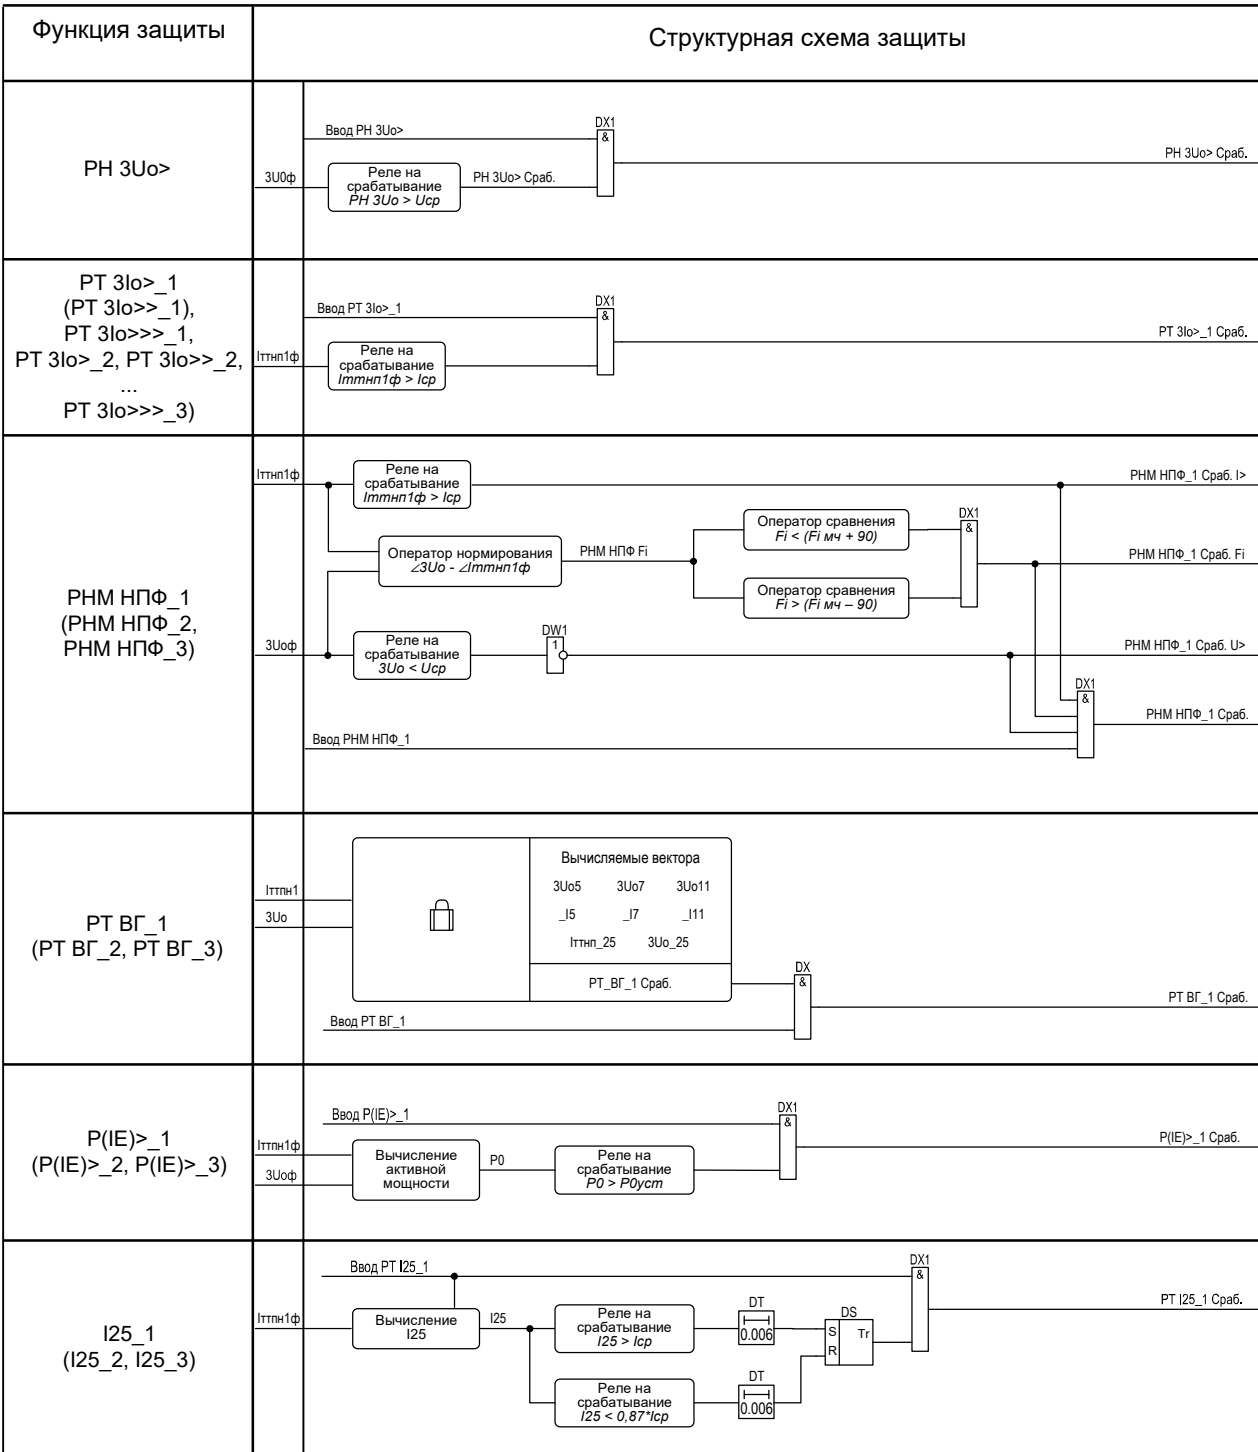 Функция защиты
Структурная схема защиты
РН 3Uo>
3U0ф
Ввод РН 3Uo>
Реле на
срабатывание
РН 3Uo > Uср
РН 3Uo> Сраб.
DX1
&
РН 3Uo> Сраб.
РТ 3Io>_1
(РТ 3Io>>_1),
РТ 3Io>>>_1,
РТ 3Io>_2, РТ 3Io>>_2,
...
РТ 3Io>>>_3)
Iттнп1ф
Ввод РТ 3Io>_1
Реле на
срабатывание
Iттнп1ф > Iср
DX1
&
РТ 3Io>_1 Сраб.
РНМ НПФ_1
(РНМ НПФ_2,
РНМ НПФ_3)
Iттнп1ф
Реле на
срабатывание
Iттнп1ф > Iср
РНМ НПФ_1 Сраб. I>
Оператор нормирования
∠3Uo - ∠Iттнп1ф
РНМ НПФ Fi
Оператор сравнения
Fi < (Fi мч + 90)
Оператор сравнения
Fi > (Fi мч – 90)
DX1
&
РНМ НПФ_1 Сраб. Fi
3Uoф
Реле на
срабатывание
3Uo < Uср
DW1
1
РНМ НПФ_1 Сраб. U>
DX1
&
РНМ НПФ_1 Сраб.
Ввод РНМ НПФ_1
РТ ВГ_1
(РТ ВГ_2, РТ ВГ_3)
Iттпн1
3Uo
Вычисляемые вектора
3Uo5 3Uo7 3Uo11
_I5 _I7 _I11
Iттнп_25 3Uo_25
РТ_ВГ_1 Сраб.
DX
&
РТ ВГ_1 Сраб.
Ввод РТ ВГ_1
P(IE)>_1
(P(IE)>_2, P(IE)>_3)
Iттпн1ф
3Uoф
Ввод P(IE)>_1
Вычисление
активной
мощности
P0
Реле на
срабатывание
P0 > P0уст
DX1
&
P(IE)>_1 Сраб.
I25_1
(I25_2, I25_3)
Iттпн1ф
Ввод РТ I25_1
Вычисление
I25
I25
Реле на
срабатывание
I25 > Iср
DT
0.006
DS
S
R
Tr
DX1
&
РТ I25_1 Сраб.
Реле на
срабатывание
I25 < 0,87*Iср
DT
0.006